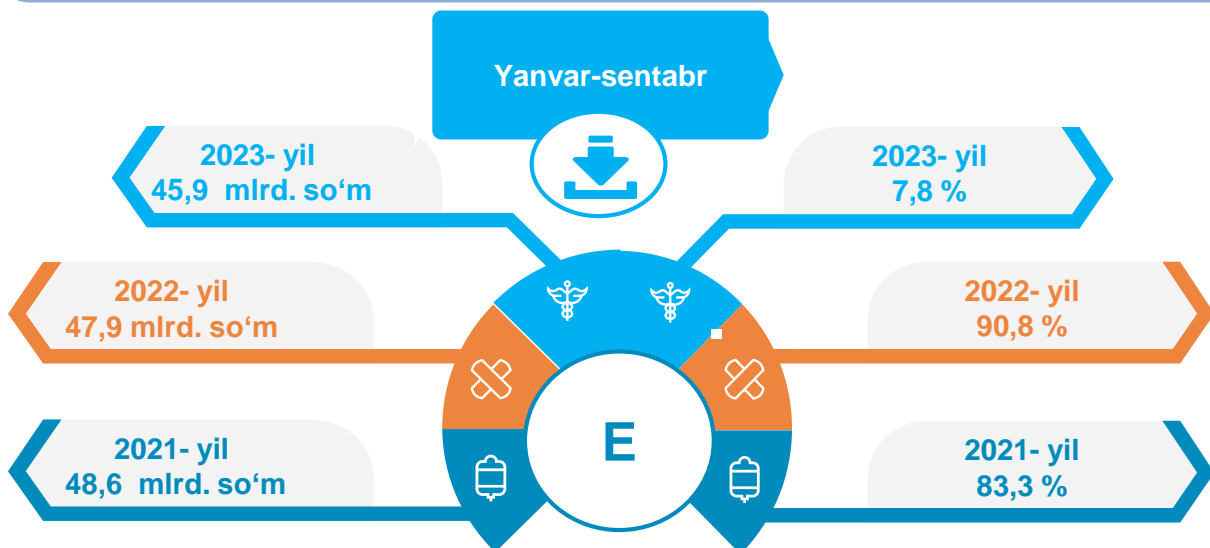 Yanvar-sentabr
2023- yil
45,9 mlrd. so‘m
2023- yil
7,8 %
2022- yil
47,9 mlrd. so‘m
2022- yil
90,8 %
2021- yil
48,6 mlrd. so‘m
2021- yil
83,3 %
E